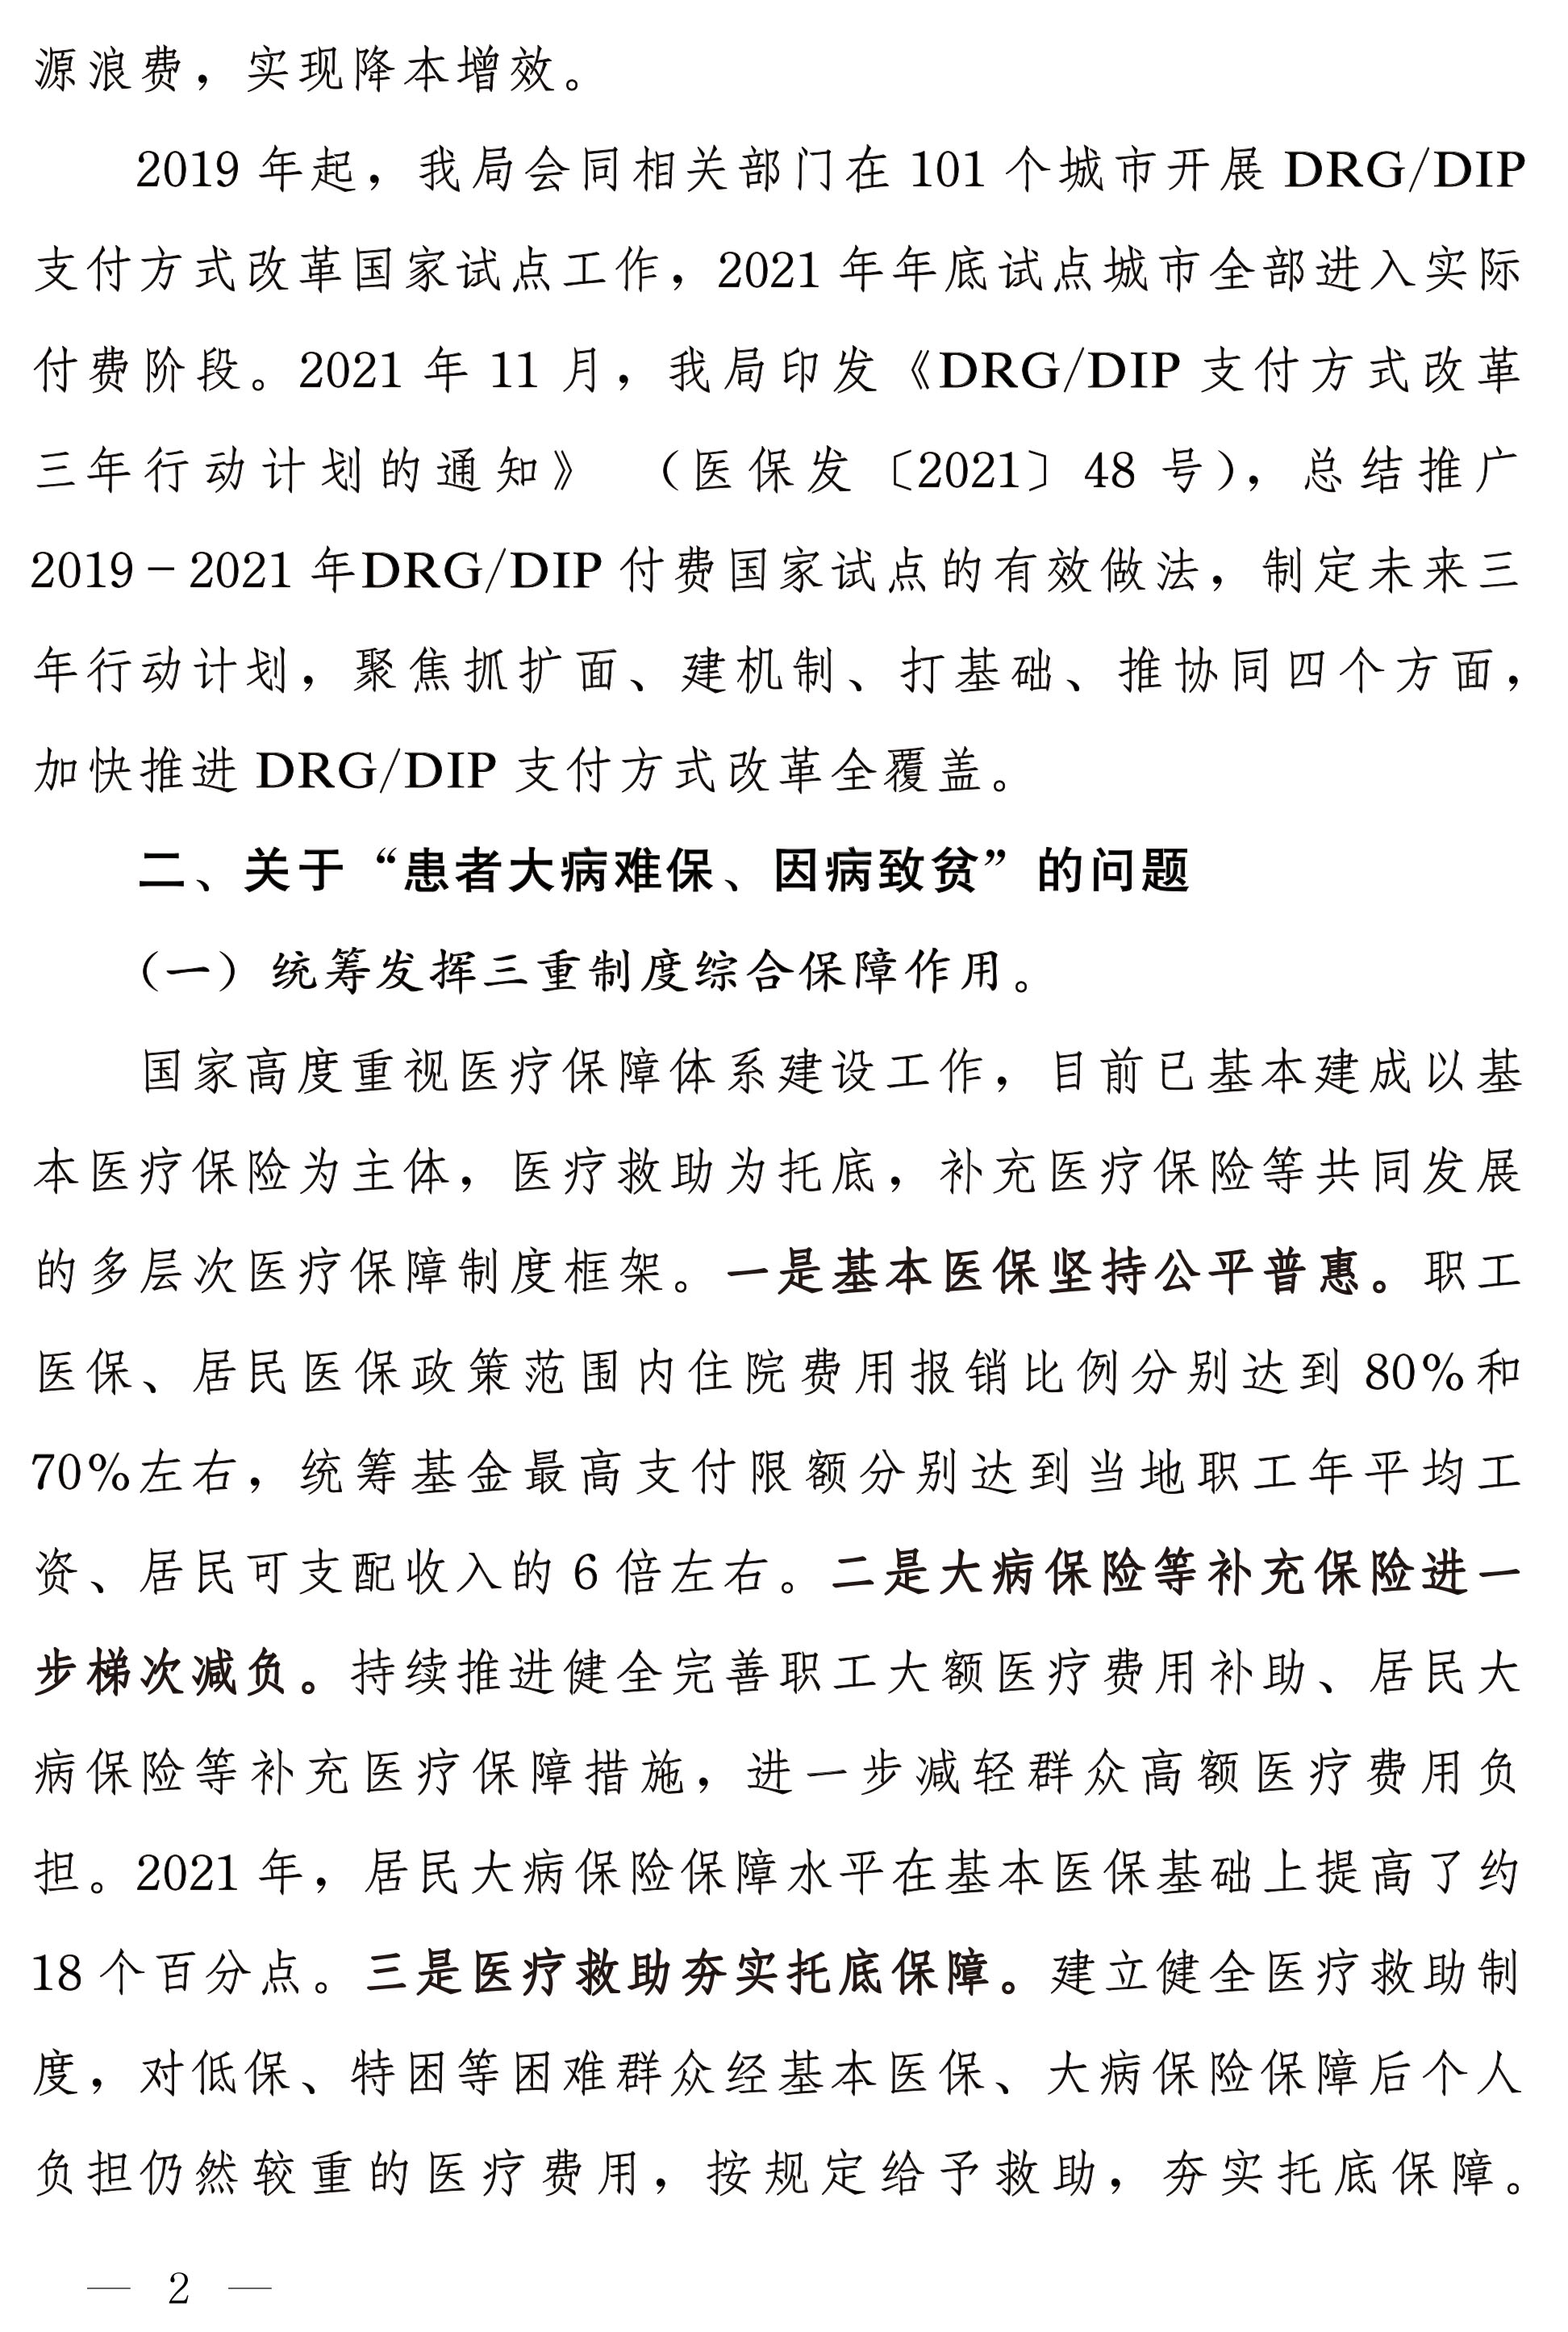 源浪费，实现降本增效。
2019 年起，我局会同相关部门在 101 个城市开展 DRG/DIP
支付方式改革国家试点工作，2021 年年底试点城市全部进入实际
付费阶段。2021 年 11 月，我局印发《DRG/DIP 支付方式改革
三年行动计划的通知》（医保发〔2021〕48 号），总结推广
2019－2021 年DRG/DIP 付费国家试点的有效做法，制定未来三
年行动计划，聚焦抓扩面、建机制、打基础、推协同四个方面，
加快推进 DRG/DIP 支付方式改革全覆盖。
二、关于“患者大病难保、因病致贫”的问题
（一）统筹发挥三重制度综合保障作用。
国家高度重视医疗保障体系建设工作，目前已基本建成以基
本医疗保险为主体，医疗救助为托底，补充医疗保险等共同发展
的多层次医疗保障制度框架。一是基本医保坚持公平普惠。职工
医保、居民医保政策范围内住院费用报销比例分别达到 80%和
70%左右，统筹基金最高支付限额分别达到当地职工年平均工
资、居民可支配收入的 6 倍左右。二是大病保险等补充保险进一
步梯次减负。持续推进健全完善职工大额医疗费用补助、居民大
病保险等补充医疗保障措施，进一步减轻群众高额医疗费用负
担。2021 年，居民大病保险保障水平在基本医保基础上提高了约
18 个百分点。三是医疗救助夯实托底保障。建立健全医疗救助制
度，对低保、特困等困难群众经基本医保、大病保险保障后个人
负担仍然较重的医疗费用，按规定给予救助，夯实托底保障。
— 2 —